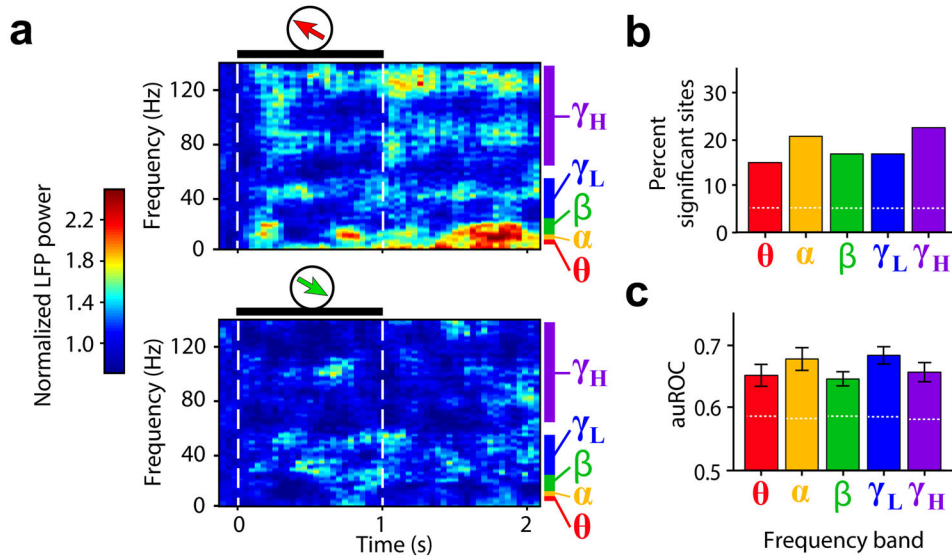 a
Normalized LFP power
2.2
1.8
1.4
1.0
Frequency (Hz)
120
80
40
0
γH
γL
β
α
θ
Frequency (Hz)
120
80
40
0
γH
γL
β
α
θ
0 1 2
Time (s)
b
Percent
significant sites
30
20
10
0
θ α β γL γH
c
auROC
0.7
0.6
0.5
θ α β γL γH
Frequency band